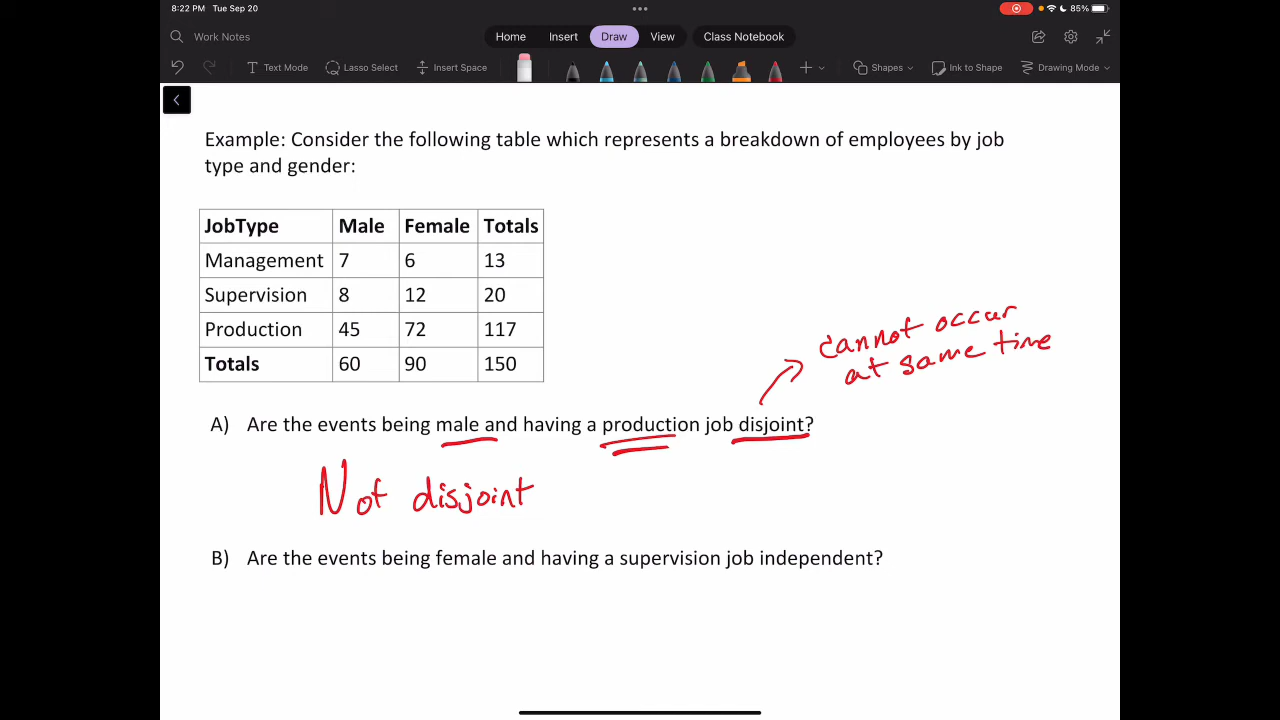 8:22 PM Tue Sep 20
85%
Work Notes
Home Insert Draw View Class Notebook
Text Mode Lasso Select Insert Space Shapes Ink to Shape Drawing Mode
Example: Consider the following table which represents a breakdown of employees by job
type and gender:
JobType Male Female Totals
Management 7 6 13
Supervision 8 12 20
Production 45 72 117
Totals 60 90 150
cannot occur
at same time
A) Are the events being male and having a production job disjoint?
Not disjoint
B) Are the events being female and having a supervision job independent?